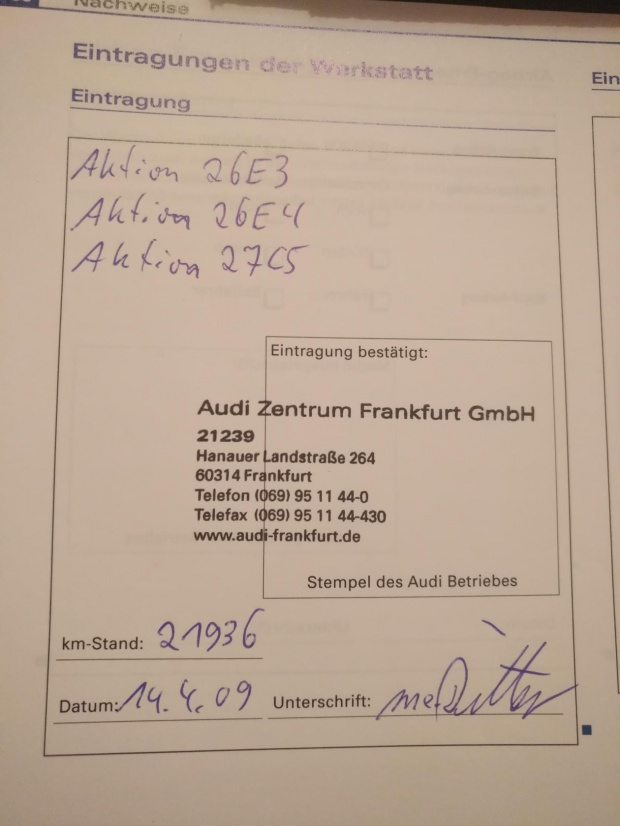 Nachweise
Eintragungen der Werkstatt
Ein
Eintragung
Aktion 26E3
Aktion 26E4
Aktion 27C5
Eintragung bestätigt:
Audi Zentrum Frankfurt GmbH
21239
Hanauer Landstraße 264
60314 Frankfurt
Telefon (069) 95 11 44-0
Telefax (069) 95 11 44-430
www.audi-frankfurt.de
Stempel des Audi Betriebes
km-Stand: 21936
Datum: 14.4.09 Unterschrift: